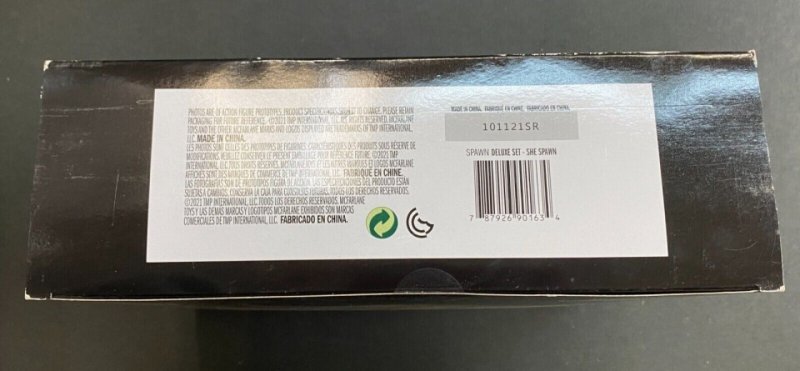 PHOTOS ARE OF ACTION FIGURE PROTOTYPES. PRODUCT SPECIFICATIONS SUBJECT TO CHANGE. PLEASE RETAIN
PACKAGING FOR FUTURE REFERENCE. ©2021 TMP INTERNATIONAL, LLC. ALL RIGHTS RESERVED. MCFARLANE
TOYS AND THE OTHER MCFARLANE MARKS AND LOGOS DISPLAYED ARE TRADEMARKS OF TMP INTERNATIONAL,
LLC. MADE IN CHINA.
LES PHOTOS SONT CELLES DES PROTOTYPES DE FIGURINES. CARACTÉRISTIQUES DES PRODUITS SOUS RÉSERVE DE
MODIFICATIONS. VEUILLEZ CONSERVER LE PRÉSENT EMBALLAGE POUR RÉFÉRENCE FUTURE. ©2021 TMP
INTERNATIONAL, LLC. TOUS DROITS RÉSERVÉS. MCFARLANE TOYS ET LES AUTRES MARQUES ET LOGOS MCFARLANE
AFFICHÉS SONT DES MARQUES DE COMMERCE DE TMP INTERNATIONAL, LLC. FABRIQUÉ EN CHINE.
LAS FOTOGRAFÍAS SON DE PROTOTIPOS DE FIGURA DE ACCIÓN. LAS ESPECIFICACIONES DEL PRODUCTO ESTÁN
SUJETAS A CAMBIOS. CONSERVE LA CAJA PARA CONSULTAS FUTURAS.
©2021 TMP INTERNATIONAL, LLC. TODOS LOS DERECHOS RESERVADOS. MCFARLANE
TOYS Y LAS DEMÁS MARCAS Y LOGOTIPOS MCFARLANE EXHIBIDOS SON MARCAS
COMERCIALES DE TMP INTERNATIONAL, LLC. FABRICADO EN CHINA.
MADE IN CHINA. FABRIQUÉ EN CHINE. FABRICADO EN CHINA.
101121SR
SPAWN DELUXE SET - SHE SPAWN
7 87926 90163 4